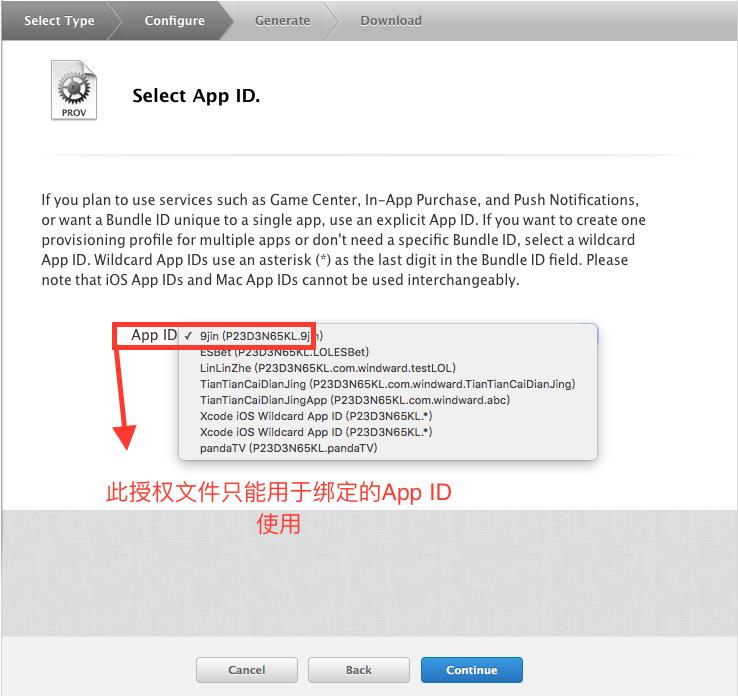 Select Type
Configure
Generate
Download
PROV
Select App ID.
If you plan to use services such as Game Center, In-App Purchase, and Push Notifications,
or want a Bundle ID unique to a single app, use an explicit App ID. If you want to create one
provisioning profile for multiple apps or don't need a specific Bundle ID, select a wildcard
App ID. Wildcard App IDs use an asterisk (*) as the last digit in the Bundle ID field. Please
note that iOS App IDs and Mac App IDs cannot be used interchangeably.
App ID ✓ 9jin (P23D3N65KL.9jin)
ESBet (P23D3N65KL.LOLESBet)
LinLinZhe (P23D3N65KL.com.windward.testLOL)
TianTianCaiDianJing (P23D3N65KL.com.windward.TianTianCaiDianJing)
TianTianCaiDianJingApp (P23D3N65KL.com.windward.abc)
Xcode iOS Wildcard App ID (P23D3N65KL.*)
Xcode iOS Wildcard App ID (P23D3N65KL.*)
pandaTV (P23D3N65KL.pandaTV)
此授权文件只能用于绑定的App ID
使用
Cancel
Back
Continue